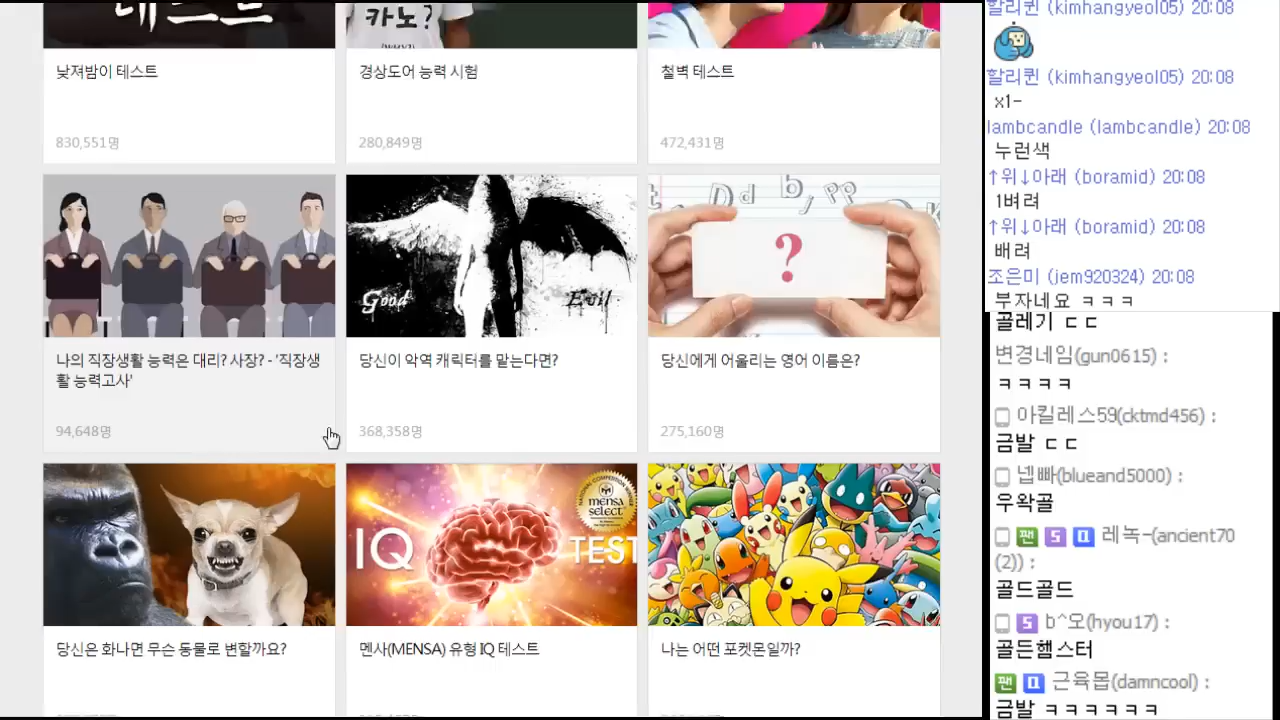 테스트
카노?
낮져밤이 테스트
경상도어 능력 시험
철벽 테스트
830,551명
280,849명
472,431명
Good
Evil
Dd b, pp
?
나의 직장생활 능력은 대리? 사장? - '직장생
활 능력고사'
당신이 악역 캐릭터를 맡는다면?
당신에게 어울리는 영어 이름은?
94,648명
368,358명
275,160명
IQ
TEST
mensa
select
당신은 화나면 무슨 동물로 변할까요?
멘사(MENSA) 유형 IQ 테스트
나는 어떤 포켓몬일까?
할리퀸 (kimhangyeol05) 20:08
할리퀸 (kimhangyeol05) 20:08
x1-
lambcandle (lambcandle) 20:08
누런색
↑위↓아래 (boramid) 20:08
1벼려
↑위↓아래 (boramid) 20:08
배려
조은미 (jem920324) 20:08
부자네요 ㅋㅋㅋ
골레기 ㄷㄷ
변경네임(gun0615) :
ㅋㅋㅋㅋ
아킬레스59(cktmd456) :
금발 ㄷㄷ
넵빠(blueand5000) :
우왁골
팬 S 레녹-(ancient70
(2)) :
골드골드
S b^모(hyou17) :
골든햄스터
팬 근육몹(damncool) :
금발 ㅋㅋㅋㅋㅋㅋ